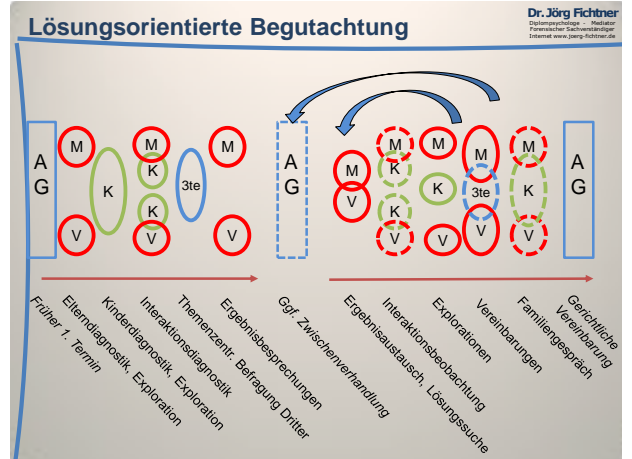 Lösungsorientierte Begutachtung
Dr. Jörg Fichtner
Diplompsychologe - Mediator
Forensischer Sachverständiger
Internet www.joerg-fichtner.de
A
G
M
V
K
M
K
K
V
3te
M
V
A
G
M
V
M
K
K
V
M
K
V
M
3te
V
M
K
V
A
G
Früher 1. Termin
Elterndiagnostik, Exploration
Kinderdiagnostik, Exploration
Interaktionsdiagnostik
Themenzentr. Befragung Dritter
Ergebnisbesprechungen
Ggf. Zwischenverhandlung
Ergebnisaustausch, Lösungssuche
Interaktionsbeobachtung
Explorationen
Vereinbarungen
Familiengespräch
Gerichtliche
Vereinbarung